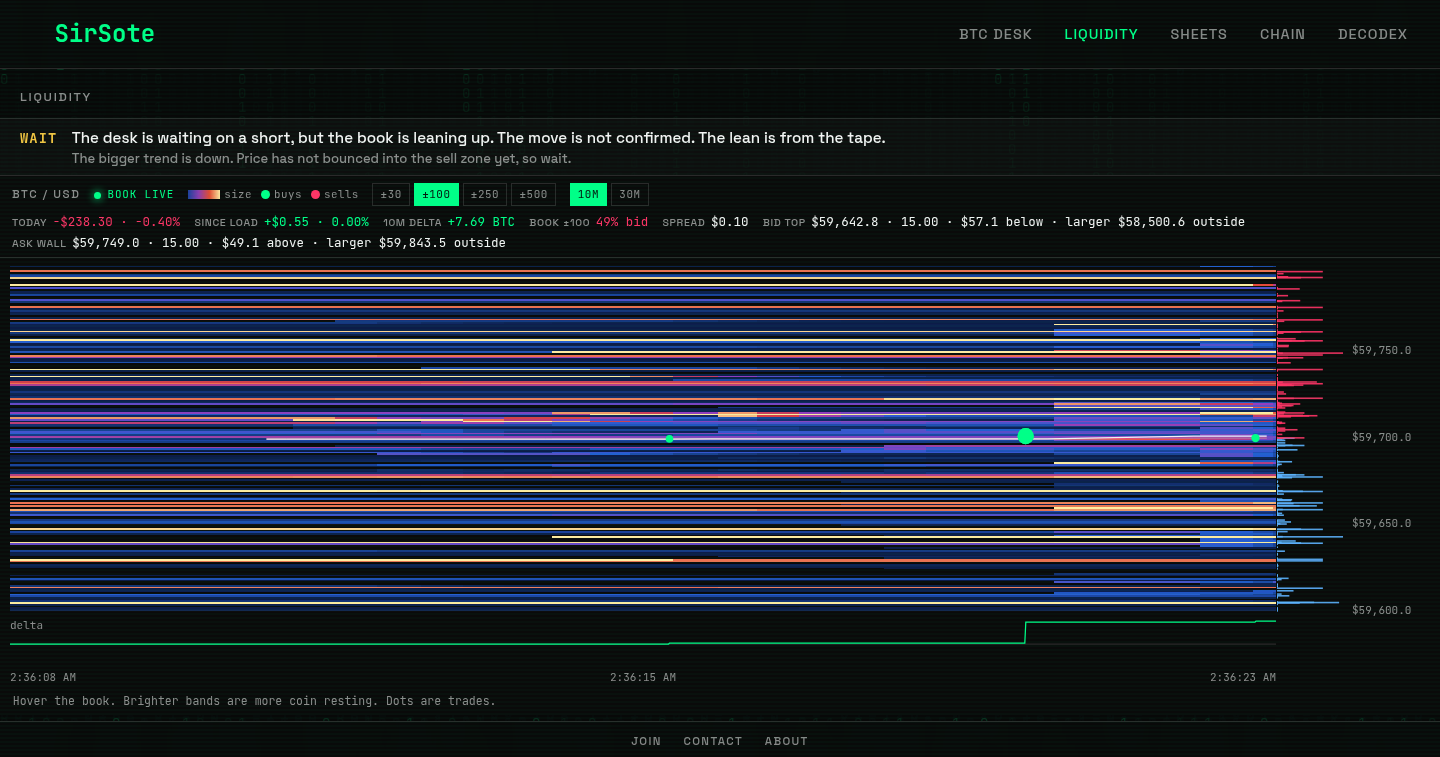 SirSote
BTC DESK LIQUIDITY SHEETS CHAIN DECODEX
LIQUIDITY
WAIT The desk is waiting on a short, but the book is leaning up. The move is not confirmed. The lean is from the tape.
The bigger trend is down. Price has not bounced into the sell zone yet, so wait.
BTC / USD BOOK LIVE size buys sells ±30 ±100 ±250 ±500 10M 30M
TODAY -$238.30 · -0.40% SINCE LOAD +$0.55 · 0.00% 10M DELTA +7.69 BTC BOOK ±100 49% bid SPREAD $0.10 BID TOP $59,642.8 · 15.00 · $57.1 below · larger $58,500.6 outside
ASK WALL $59,749.0 · 15.00 · $49.1 above · larger $59,843.5 outside
$59,750.0
$59,700.0
$59,650.0
$59,600.0
delta
2:36:08 AM 2:36:15 AM 2:36:23 AM
Hover the book. Brighter bands are more coin resting. Dots are trades.
JOIN CONTACT ABOUT